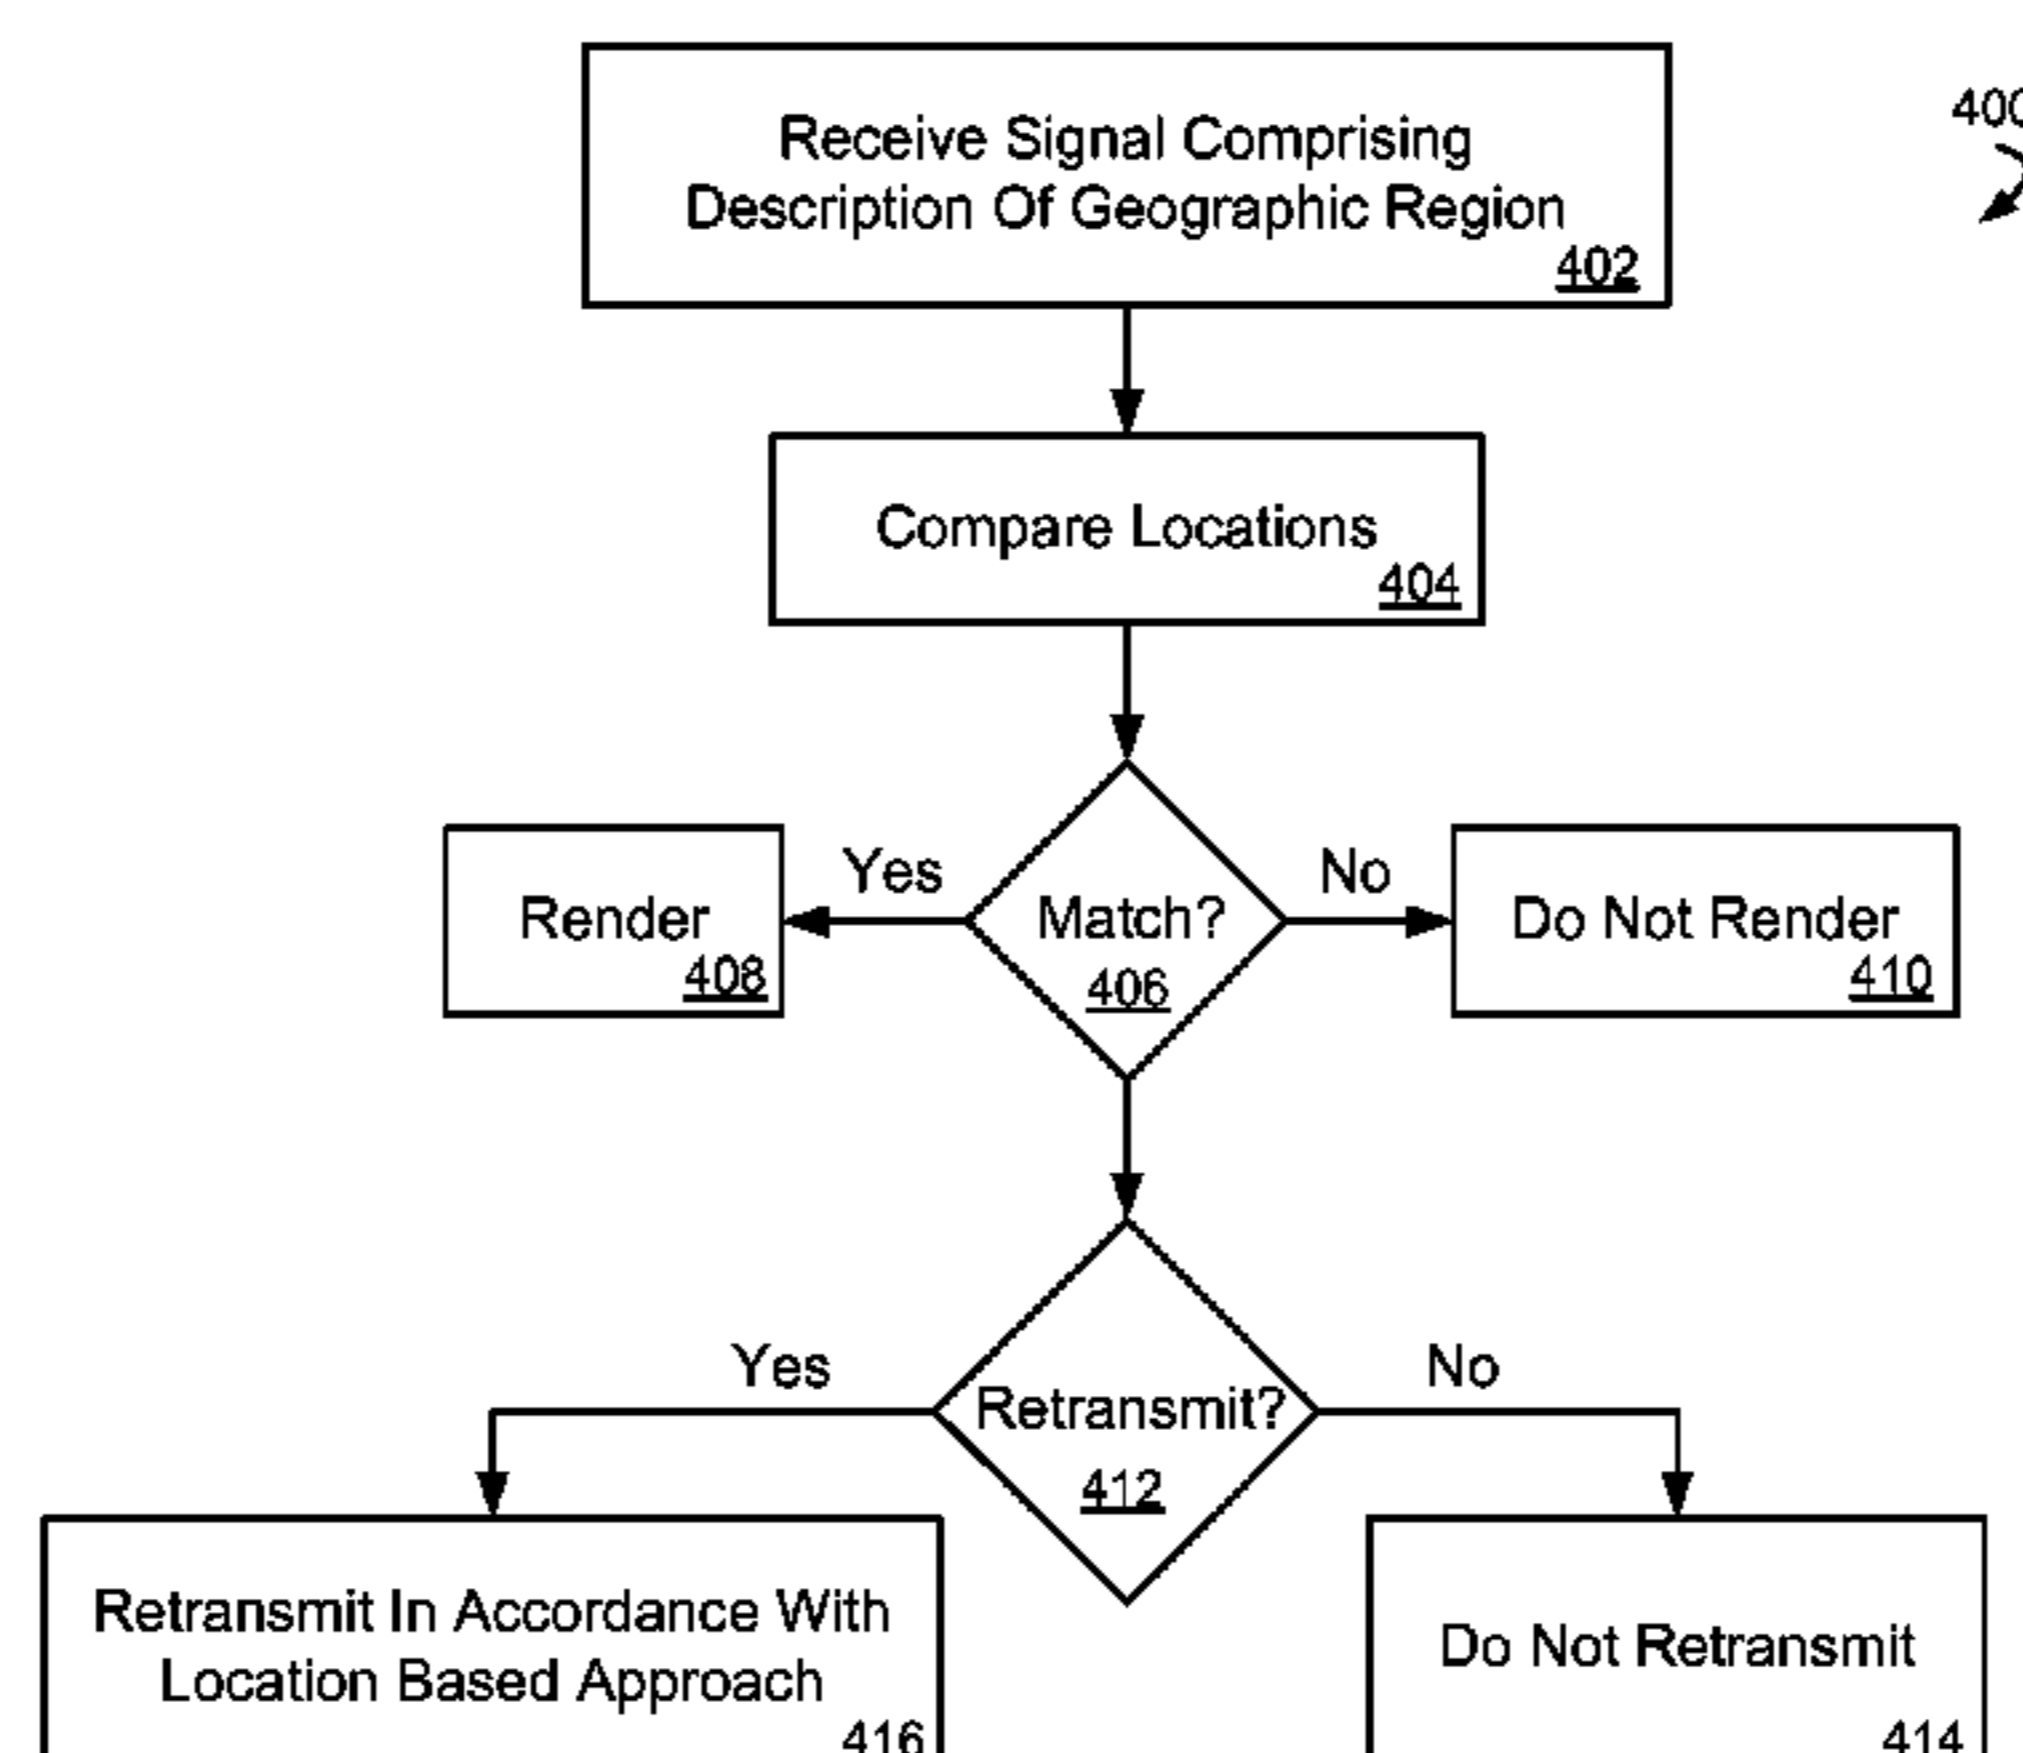 Receive Signal Comprising
Description Of Geographic Region
402
400
Compare Locations
404
Yes
No
Render
408
Match?
406
Do Not Render
410
Yes
No
Retransmit?
412
Retransmit In Accordance With
Location Based Approach
416
Do Not Retransmit
414